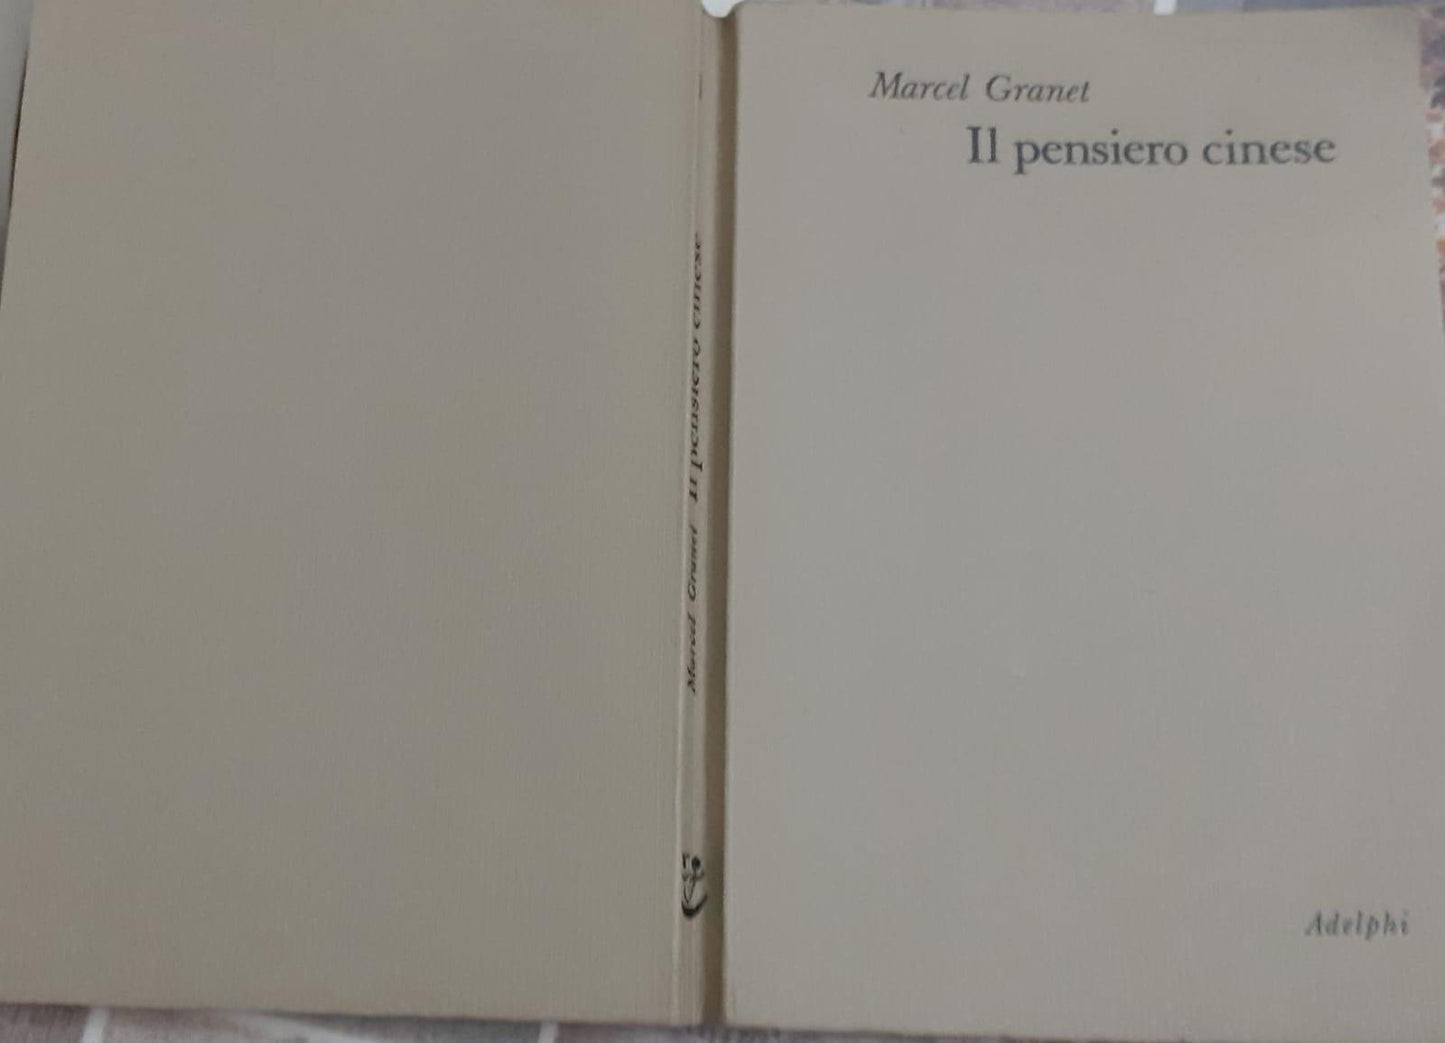 Marcel Granet Il pensiero cinese
Marcel Granet
Il pensiero cinese
Adelphi